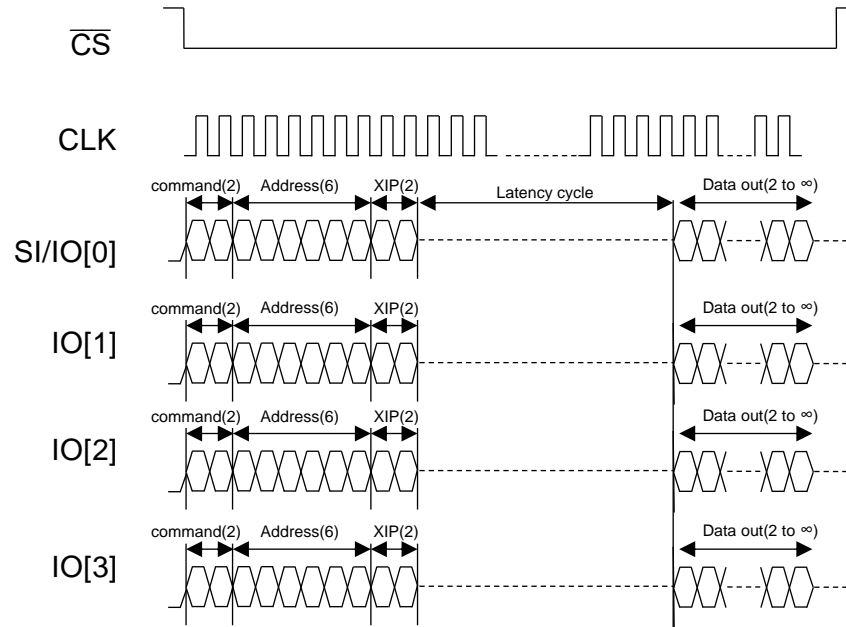 CS
CLK
command(2) Address(6) XIP(2) Latency cycle Data out(2 to ∞)
SI/IO[0]
command(2) Address(6) XIP(2) Data out(2 to ∞)
IO[1]
command(2) Address(6) XIP(2) Data out(2 to ∞)
IO[2]
command(2) Address(6) XIP(2) Data out(2 to ∞)
IO[3]